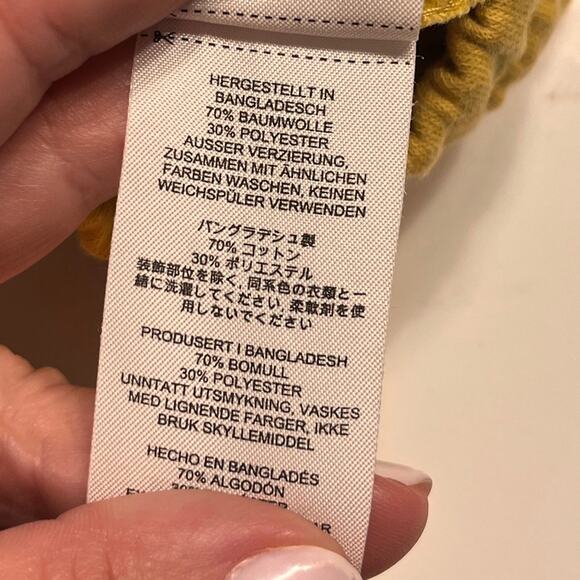 HERGESTELLT IN
BANGLADESCH
70% BAUMWOLLE
30% POLYESTER
AUSSER VERZIERUNG,
ZUSAMMEN MIT ÄHNLICHEN
FARBEN WASCHEN, KEINEN
WEICHSPÜLER VERWENDEN
バングラデシュ製
70% コットン
30% ポリエステル
装飾部位を除く, 同系色の衣類と一
緒に洗濯してください, 柔軟剤を使
用しないでください
PRODUSERT I BANGLADESH
70% BOMULL
30% POLYESTER
UNNTATT UTSMYKNING, VASKES
MED LIGNENDE FARGER, IKKE
BRUK SKYLLEMIDDEL
HECHO EN BANGLADÉS
70% ALGODÓN